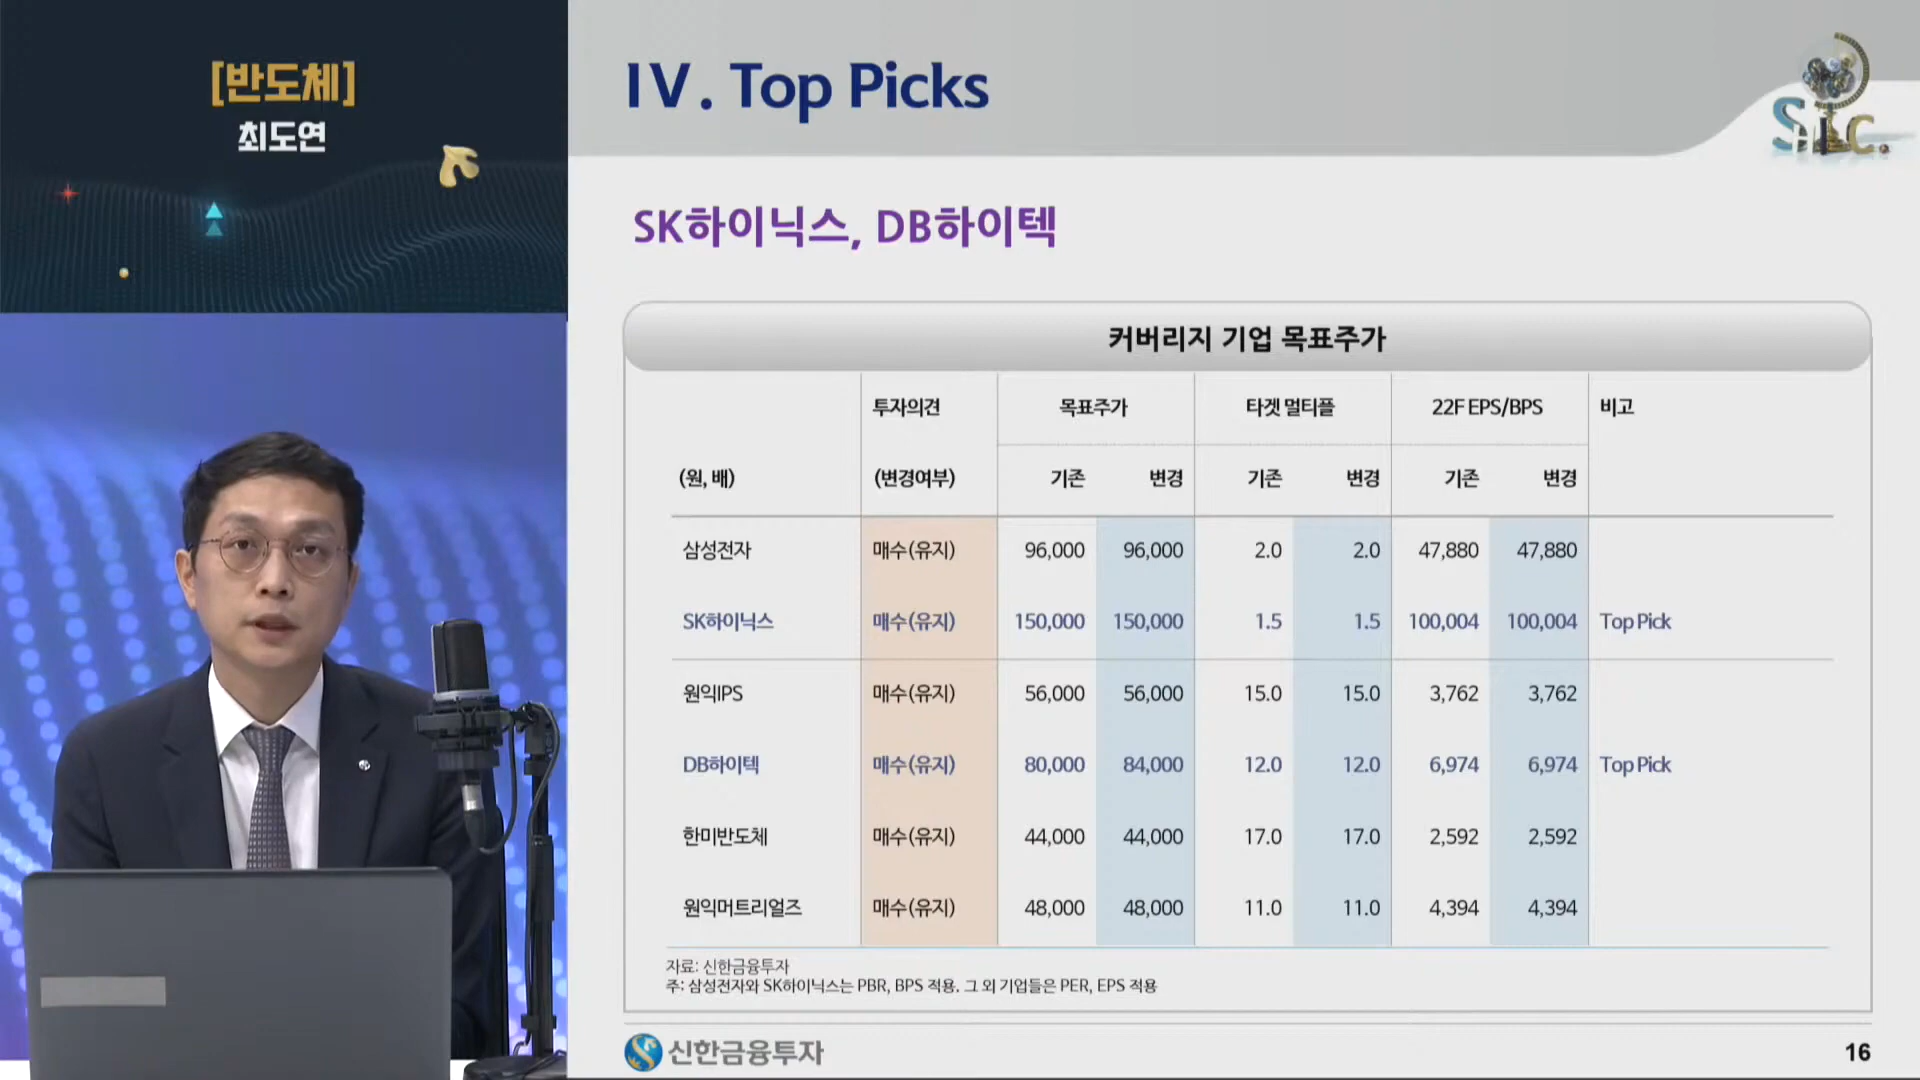 [반도체]
최도연
IV. Top Picks
SHIC.
SK하이닉스, DB하이텍
커버리지 기업 목표주가
투자의견 목표주가 타겟 멀티플 22F EPS/BPS 비고
(원, 배) (변경여부) 기존 변경 기존 변경 기존 변경
삼성전자 매수(유지) 96,000 96,000 2.0 2.0 47,880 47,880
SK하이닉스 매수(유지) 150,000 150,000 1.5 1.5 100,004 100,004 Top Pick
원익IPS 매수(유지) 56,000 56,000 15.0 15.0 3,762 3,762
DB하이텍 매수(유지) 80,000 84,000 12.0 12.0 6,974 6,974 Top Pick
한미반도체 매수(유지) 44,000 44,000 17.0 17.0 2,592 2,592
원익머트리얼즈 매수(유지) 48,000 48,000 11.0 11.0 4,394 4,394
자료: 신한금융투자
주: 삼성전자와 SK하이닉스는 PBR, BPS 적용. 그 외 기업들은 PER, EPS 적용
신한금융투자
16